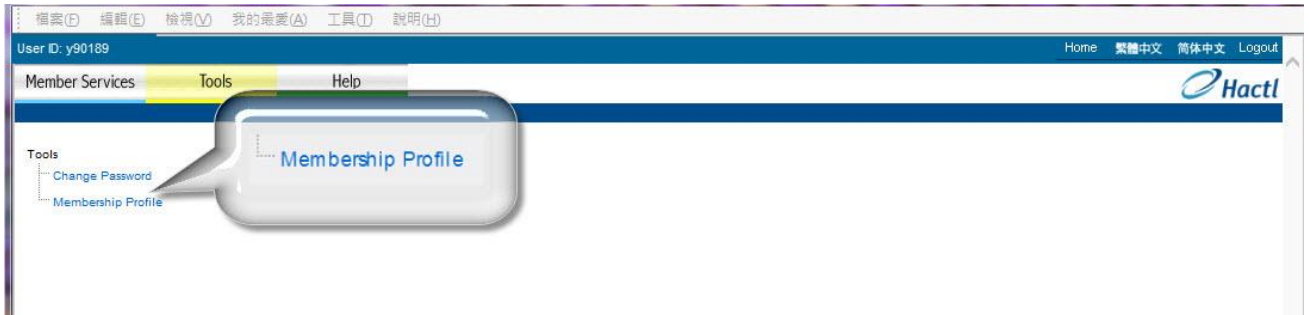 檔案(F) 編輯(E) 檢視(V) 我的最愛(A) 工具(T) 說明(H)
User ID: y90189 Home 繁體中文 简体中文 Logout
Member Services Tools Help Hactl
Tools
Change Password
Membership Profile
Membership Profile